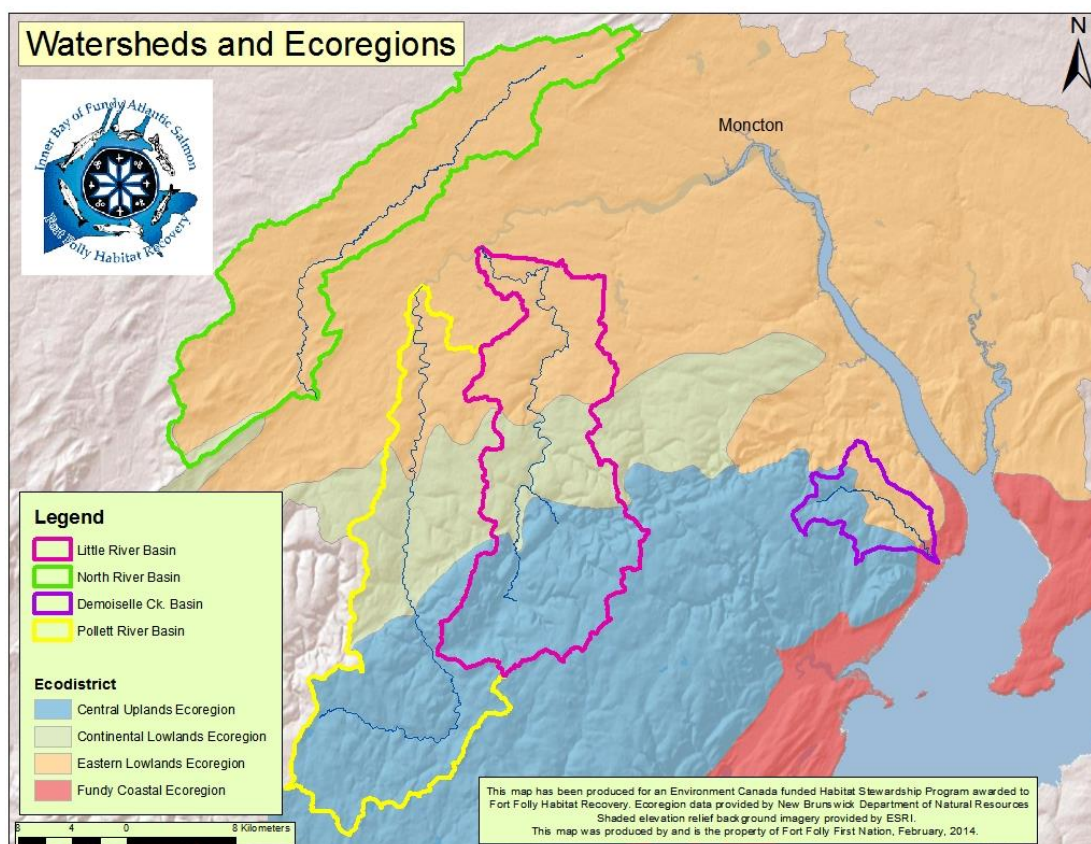 Watersheds and Ecoregions
N
Inner Bay of Fundy Atlantic Salmon
Fort Folly Habitat Recovery
Moncton
Legend
Little River Basin
North River Basin
Demoiselle Ck. Basin
Pollett River Basin
Ecodistrict
Central Uplands Ecoregion
Continental Lowlands Ecoregion
Eastern Lowlands Ecoregion
Fundy Coastal Ecoregion
8 4 0 8 Kilometers
This map has been produced for an Environment Canada funded Habitat Stewardship Program awarded to
Fort Folly Habitat Recovery. Ecoregion data provided by New Brunswick Department of Natural Resources
Shaded elevation relief background imagery provided by ESRI.
This map was produced by and is the property of Fort Folly First Nation, February, 2014.